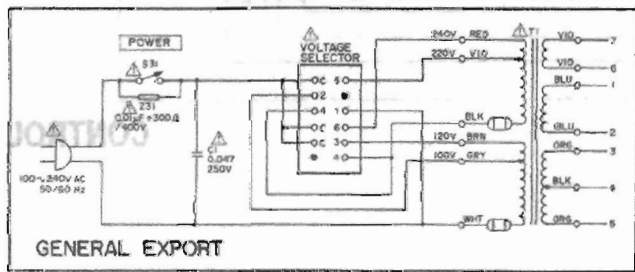 POWER
S31
Z31
0.01µF+300Ω
/400V
100~240V AC
50/60 Hz
C1
0.047
250V
VOLTAGE
SELECTOR
C 5
2
4 1
C 6
C 3
4
240V RED
220V VIO
BLK
120V BRN
100V GRY
WHT
T1
VIO 7
VIO 6
BLU 1
BLU 2
ORG 3
BLK 4
ORG 5
GENERAL EXPORT